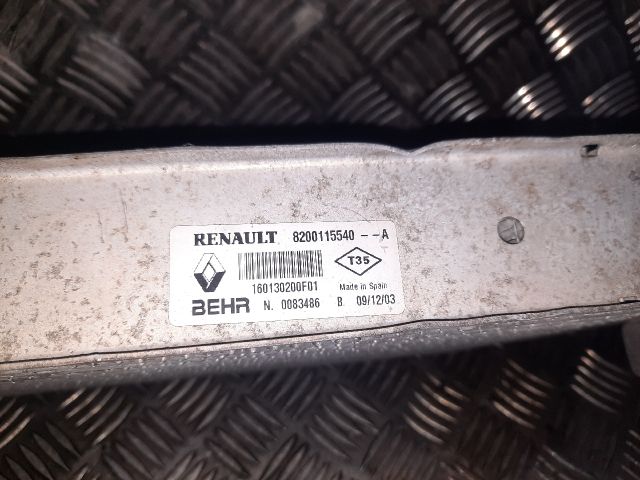 RENAULT 8200115540 -- A
T35
160130200F01 Made in Spain
BEHR N. 0083486 B. 09/12/03